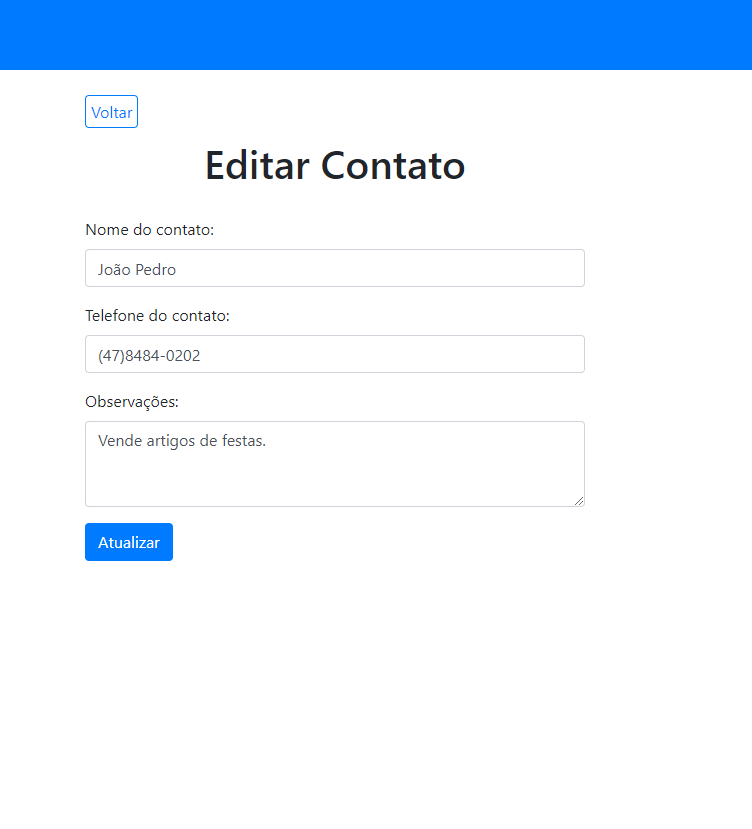 Voltar
Editar Contato
Nome do contato:
João Pedro
Telefone do contato:
(47)8484-0202
Observações:
Vende artigos de festas.
Atualizar